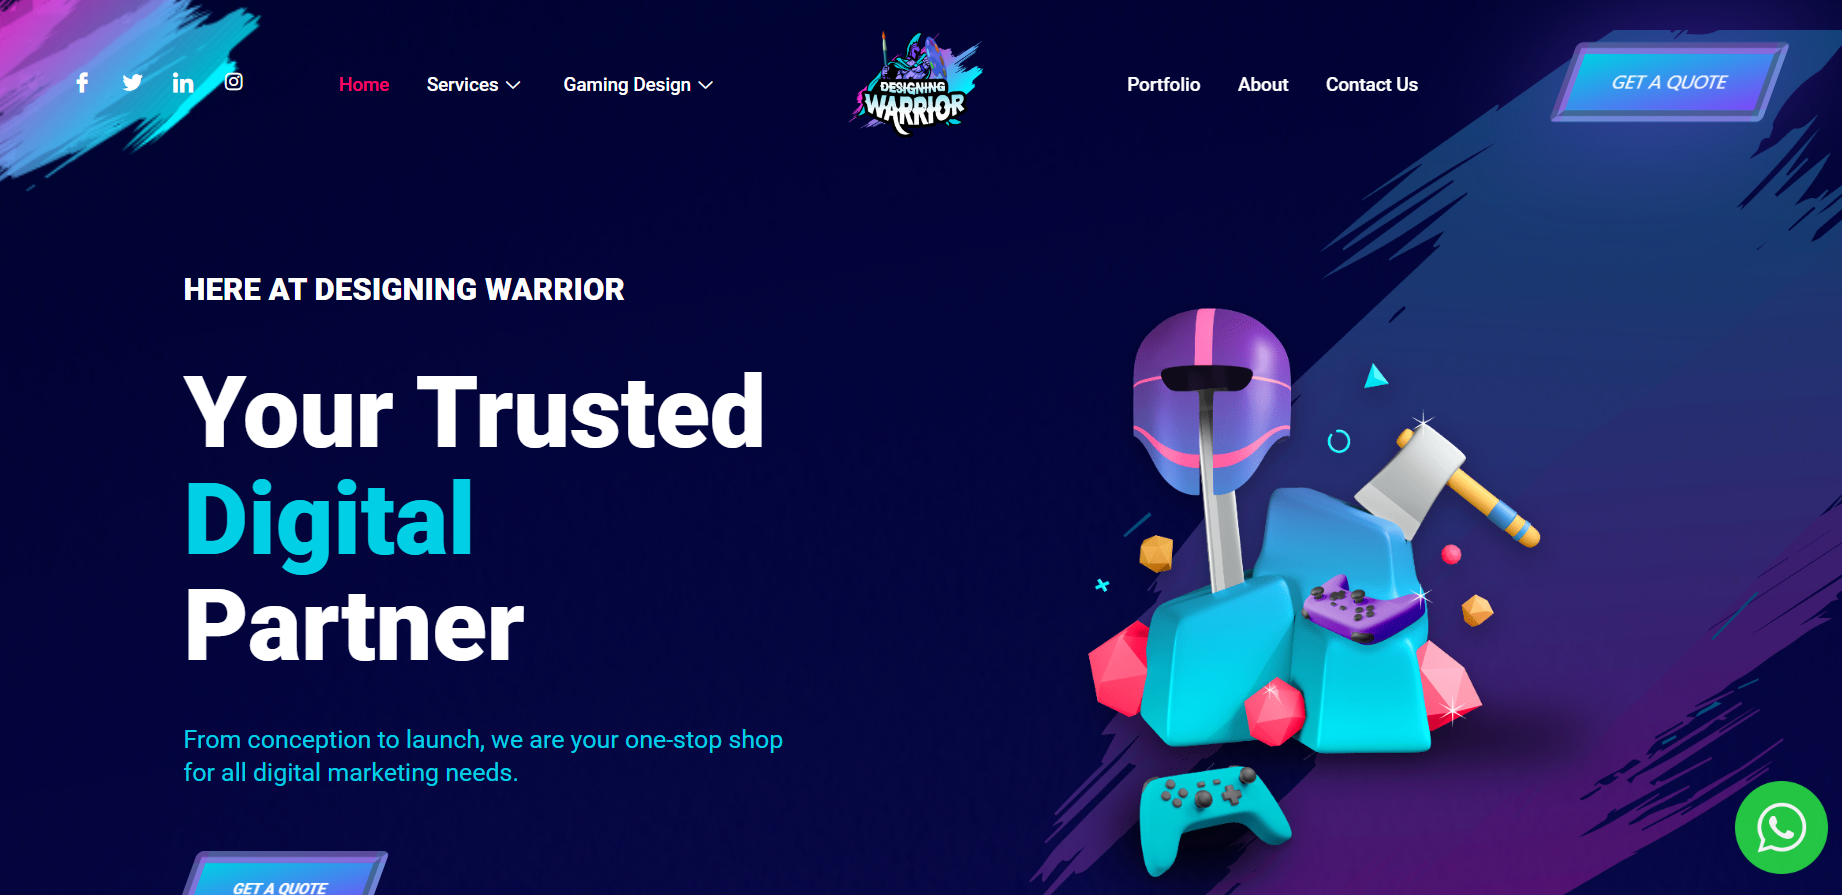 Home
Services
Gaming Design
DESIGNING
WARRIOR
Portfolio
About
Contact Us
GET A QUOTE
HERE AT DESIGNING WARRIOR
Your Trusted
Digital
Partner
From conception to launch, we are your one-stop shop
for all digital marketing needs.
GET A QUOTE